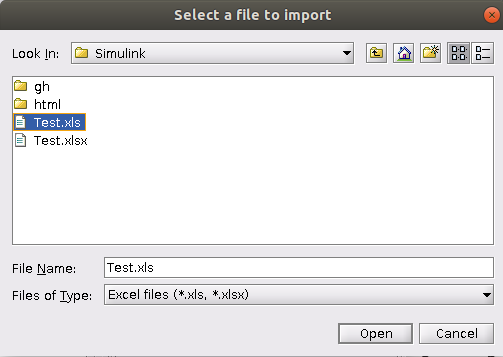 Select a file to import
Look In: Simulink
gh
html
Test.xls
Test.xlsx
File Name: Test.xls
Files of Type: Excel files (*.xls, *.xlsx)
Open Cancel